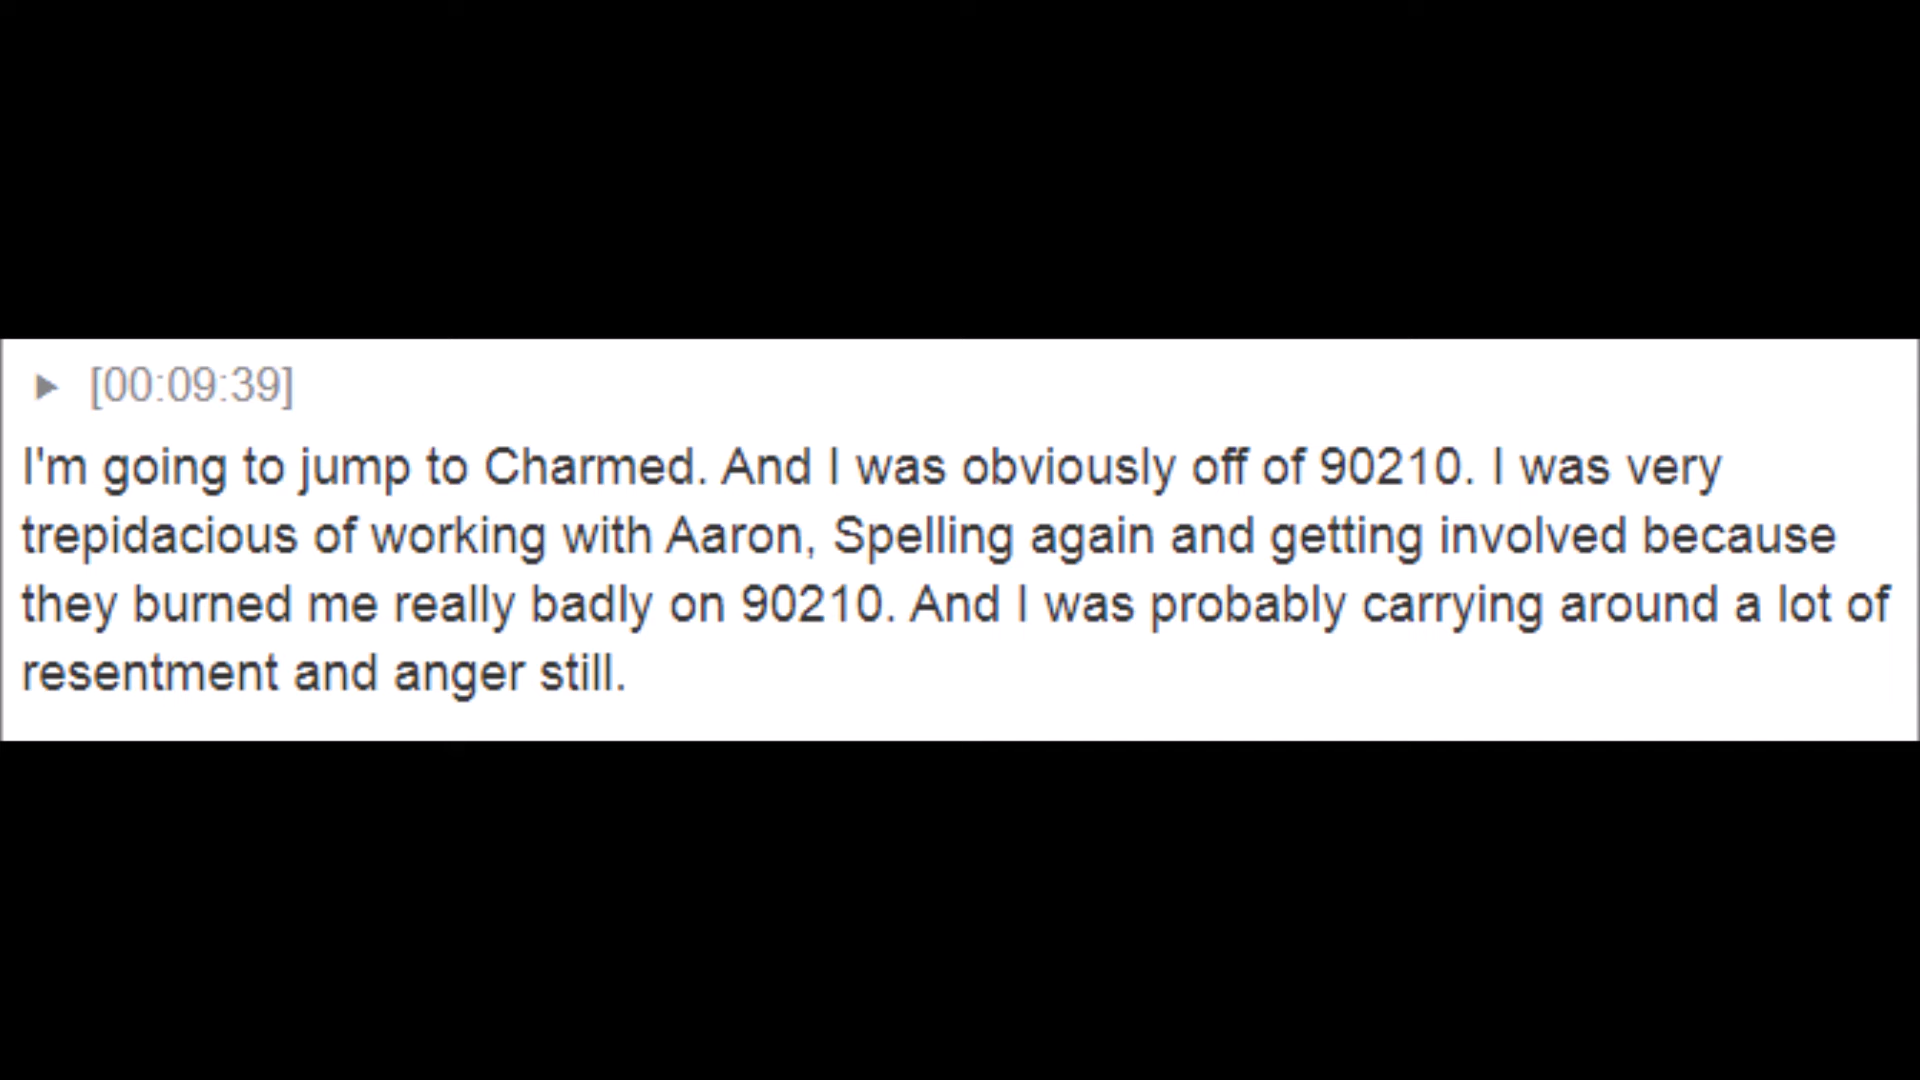 [00:09:39]
I'm going to jump to Charmed. And I was obviously off of 90210. I was very
trepidacious of working with Aaron, Spelling again and getting involved because
they burned me really badly on 90210. And I was probably carrying around a lot of
resentment and anger still.